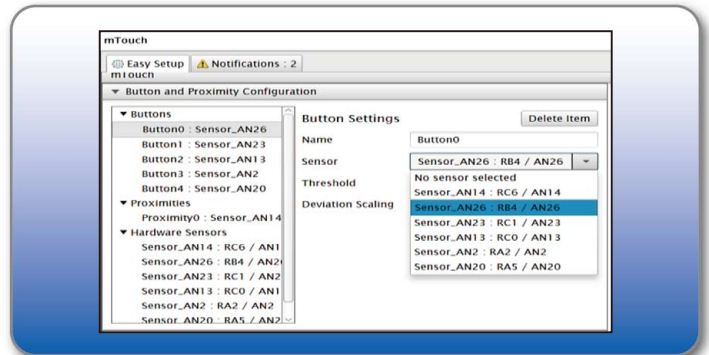 mTouch
Easy Setup
Notifications : 2
mTouch
Button and Proximity Configuration
Buttons
Button0 : Sensor_AN26
Button1 : Sensor_AN23
Button2 : Sensor_AN13
Button3 : Sensor_AN2
Button4 : Sensor_AN20
Proximities
Proximity0 : Sensor_AN14
Hardware Sensors
Sensor_AN14 : RC6 / AN1
Sensor_AN26 : RB4 / AN2
Sensor_AN23 : RC1 / AN2
Sensor_AN13 : RC0 / AN1
Sensor_AN2 : RA2 / AN2
Sensor_AN20 : RA5 / AN2
Button Settings
Delete Item
Name
Button0
Sensor
Sensor_AN26 : RB4 / AN26
Threshold
Deviation Scaling
No sensor selected
Sensor_AN14 : RC6 / AN14
Sensor_AN26 : RB4 / AN26
Sensor_AN23 : RC1 / AN23
Sensor_AN13 : RC0 / AN13
Sensor_AN2 : RA2 / AN2
Sensor_AN20 : RA5 / AN20